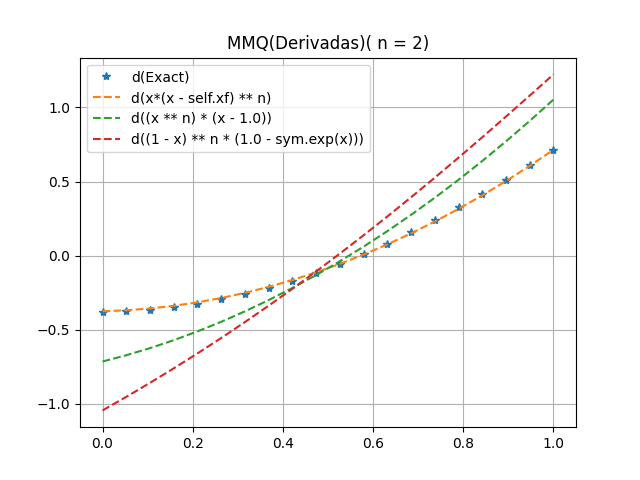 MMQ(Derivadas)( n = 2)
d(Exact)
d(x*(x - self.xf) ** n)
d((x ** n) * (x - 1.0))
d((1 - x) ** n * (1.0 - sym.exp(x)))
1.0
0.5
0.0
−0.5
−1.0
0.0 0.2 0.4 0.6 0.8 1.0